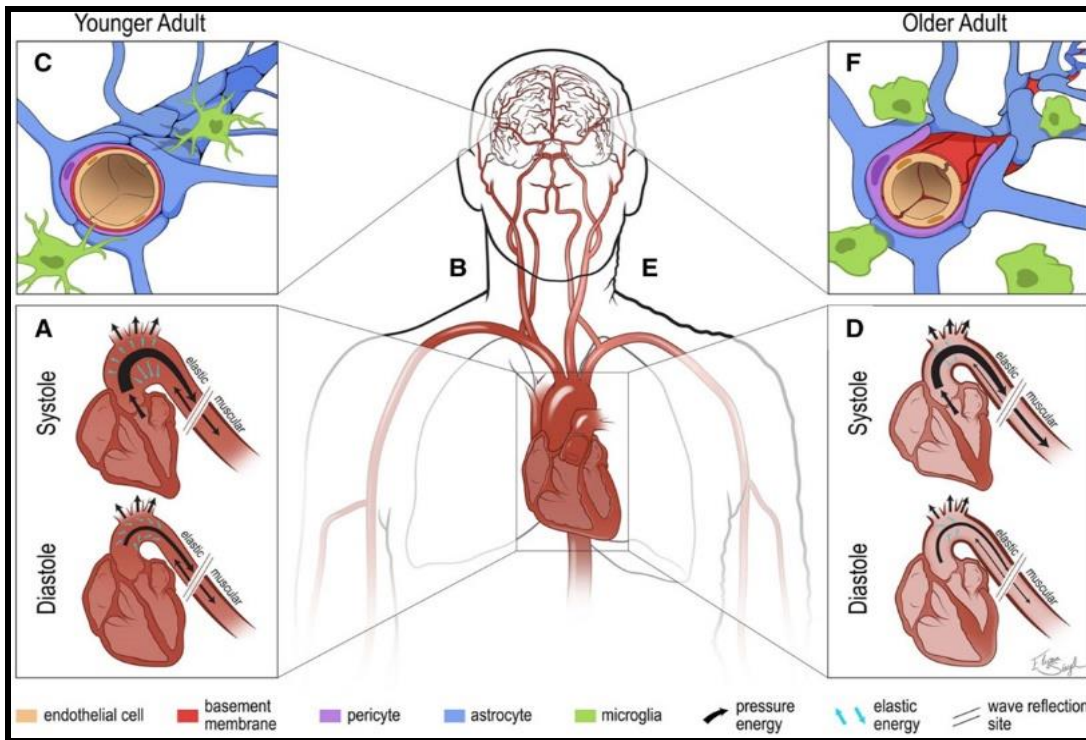 Younger Adult
Older Adult
C
F
B
E
A
D
Systole
elastic
muscular
Diastole
elastic
muscular
Systole
elastic
muscular
Diastole
elastic
muscular
endothelial cell
basement
membrane
pericyte
astrocyte
microglia
pressure
energy
elastic
energy
wave reflection
site